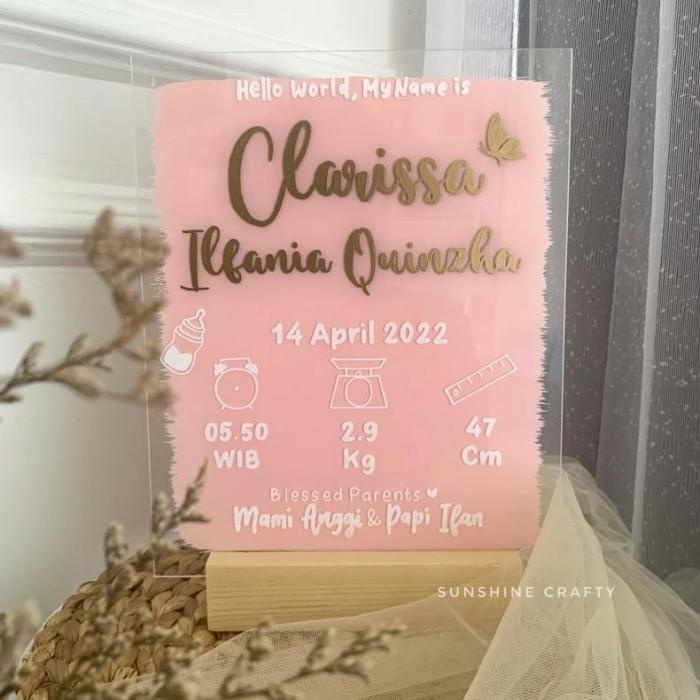 Hello World, My Name is
Clarissa
Ilfania Quinzha
14 April 2022
05.50 2.9 47
WIB Kg Cm
Blessed Parents
Mami Anggi & Papi Ifan
SUNSHINE CRAFTY